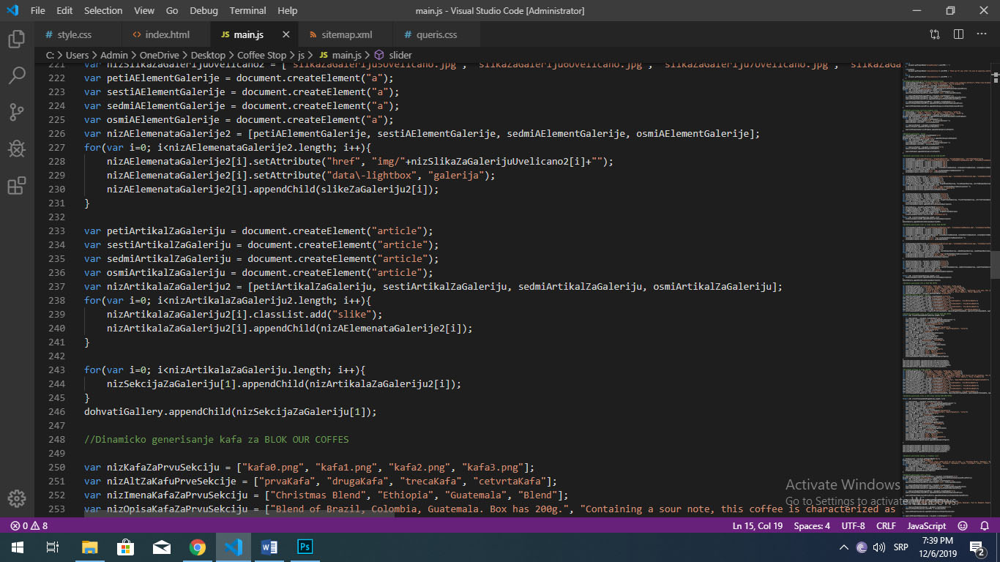 File Edit Selection View Go Debug Terminal Help
main.js - Visual Studio Code [Administrator]
# style.css
<> index.html
JS main.js
sitemap.xml
# queris.css
C: > Users > Admin > OneDrive > Desktop > Coffee Stop > js > JS main.js > slider
221 var nizSlikaZaGalerijuUvelicano2 = ["slikaZaGaleriju5Uvelicano.jpg", "slikaZaGaleriju6Uvelicano.jpg", "slikaZaGaleriju7Uvelicano.jpg", "slikaZaGa
222 var petiAElementGalerije = document.createElement("a");
223 var sestiAElementGalerije = document.createElement("a");
224 var sedmiAElementGalerije = document.createElement("a");
225 var osmiAElementGalerije = document.createElement("a");
226 var nizAElemenataGalerije2 = [petiAElementGalerije, sestiAElementGalerije, sedmiAElementGalerije, osmiAElementGalerije];
227 for(var i=0; i<nizAElemenataGalerije2.length; i++){
228     nizAElemenataGalerije2[i].setAttribute("href", "img/"+nizSlikaZaGalerijuUvelicano2[i]+"");
229     nizAElemenataGalerije2[i].setAttribute("data\-lightbox", "galerija");
230     nizAElemenataGalerije2[i].appendChild(slikeZaGaleriju2[i]);
231 }
232
233 var petiArtikalZaGaleriju = document.createElement("article");
234 var sestiArtikalZaGaleriju = document.createElement("article");
235 var sedmiArtikalZaGaleriju = document.createElement("article");
236 var osmiArtikalZaGaleriju = document.createElement("article");
237 var nizArtikalaZaGaleriju2 = [petiArtikalZaGaleriju, sestiArtikalZaGaleriju, sedmiArtikalZaGaleriju, osmiArtikalZaGaleriju];
238 for(var i=0; i<nizArtikalaZaGaleriju2.length; i++){
239     nizArtikalaZaGaleriju2[i].classList.add("slike");
240     nizArtikalaZaGaleriju2[i].appendChild(nizAElemenataGalerije2[i]);
241 }
242
243 for(var i=0; i<nizArtikalaZaGaleriju.length; i++){
244     nizSekcijaZaGaleriju[1].appendChild(nizArtikalaZaGaleriju2[i]);
245 }
246 dohvatiGallery.appendChild(nizSekcijaZaGaleriju[1]);
247
248 //Dinamicko generisanje kafa za BLOK OUR COFFES
249
250 var nizKafaZaPrvuSekciju = ["kafa0.png", "kafa1.png", "kafa2.png", "kafa3.png"];
251 var nizAltZaKafuPrveSekcije = ["prvaKafa", "drugaKafa", "trecaKafa", "cetvrtaKafa"];
252 var nizImenaKafaZaPrvuSekciju = ["Christmas Blend", "Ethiopia", "Guatemala", "Blend"];
253 var nizOpisaKafaZaPrvuSekciju = ["Blend of Brazil, Colombia, Guatemala. Box has 200g.", "Containing a sour note, this coffee is characterized as
Activate Windows
Go to Settings to activate Windows.
0 8
Ln 15, Col 19 Spaces: 4 UTF-8 CRLF JavaScript
W
Ps
SRP
7:39 PM
12/6/2019
2